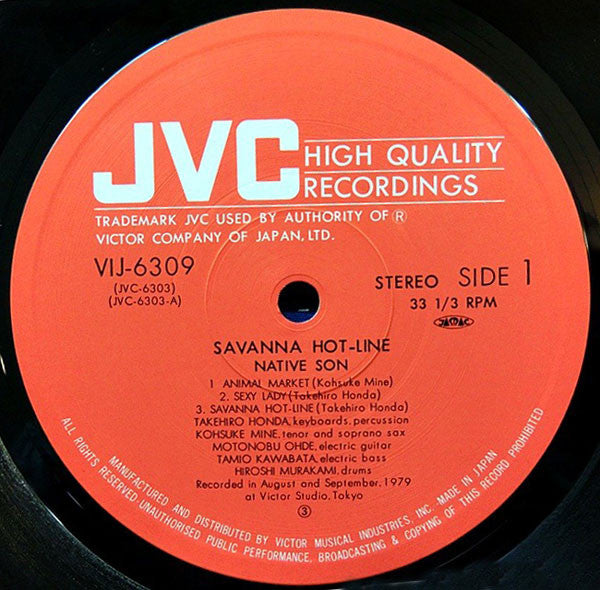 JVC
HIGH QUALITY
RECORDINGS
TRADEMARK JVC USED BY AUTHORITY OF Ⓡ
VICTOR COMPANY OF JAPAN, LTD.
VIJ-6309
(JVC-6303)
(JVC-6303-A)
STEREO SIDE 1
33 1/3 RPM
JASRAC
SAVANNA HOT-LINE
NATIVE SON
1 ANIMAL MARKET (Kohsuke Mine)
2. SEXY LADY (Takehiro Honda)
3. SAVANNA HOT-LINE (Takehiro Honda)
TAKEHIRO HONDA, keyboards, percussion
KOHSUKE MINE, tenor and soprano sax
MOTONOBU OHDE, electric guitar
TAMIO KAWABATA, electric bass
HIROSHI MURAKAMI, drums
Recorded in August and September, 1979
at Victor Studio, Tokyo
③
MANUFACTURED AND DISTRIBUTED BY VICTOR MUSICAL INDUSTRIES, INC. MADE IN JAPAN
ALL RIGHTS RESERVED UNAUTHORISED PUBLIC PERFORMANCE, BROADCASTING & COPYING OF THIS RECORD PROHIBITED